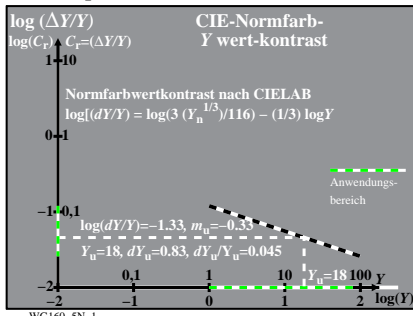 log (ΔY/Y)
CIE-Normfarb-
Y wert-kontrast
log(Cr) Cr=(ΔY/Y)
1 10
Normfarbwertkontrast nach CIELAB
log[(dY/Y) = log(3 (Yn^1/3)/116) − (1/3) logY
0 1
Anwendungs-
bereich
−1 0,1
log(dY/Y)=−1.33, mu=−0.33
Yu=18, dYu=0.83, dYu/Yu=0.045
0,1 1 10 Yu=18 100 Y
−2
−2 −1 0 1 2 log(Y)
WG160-5N, 1